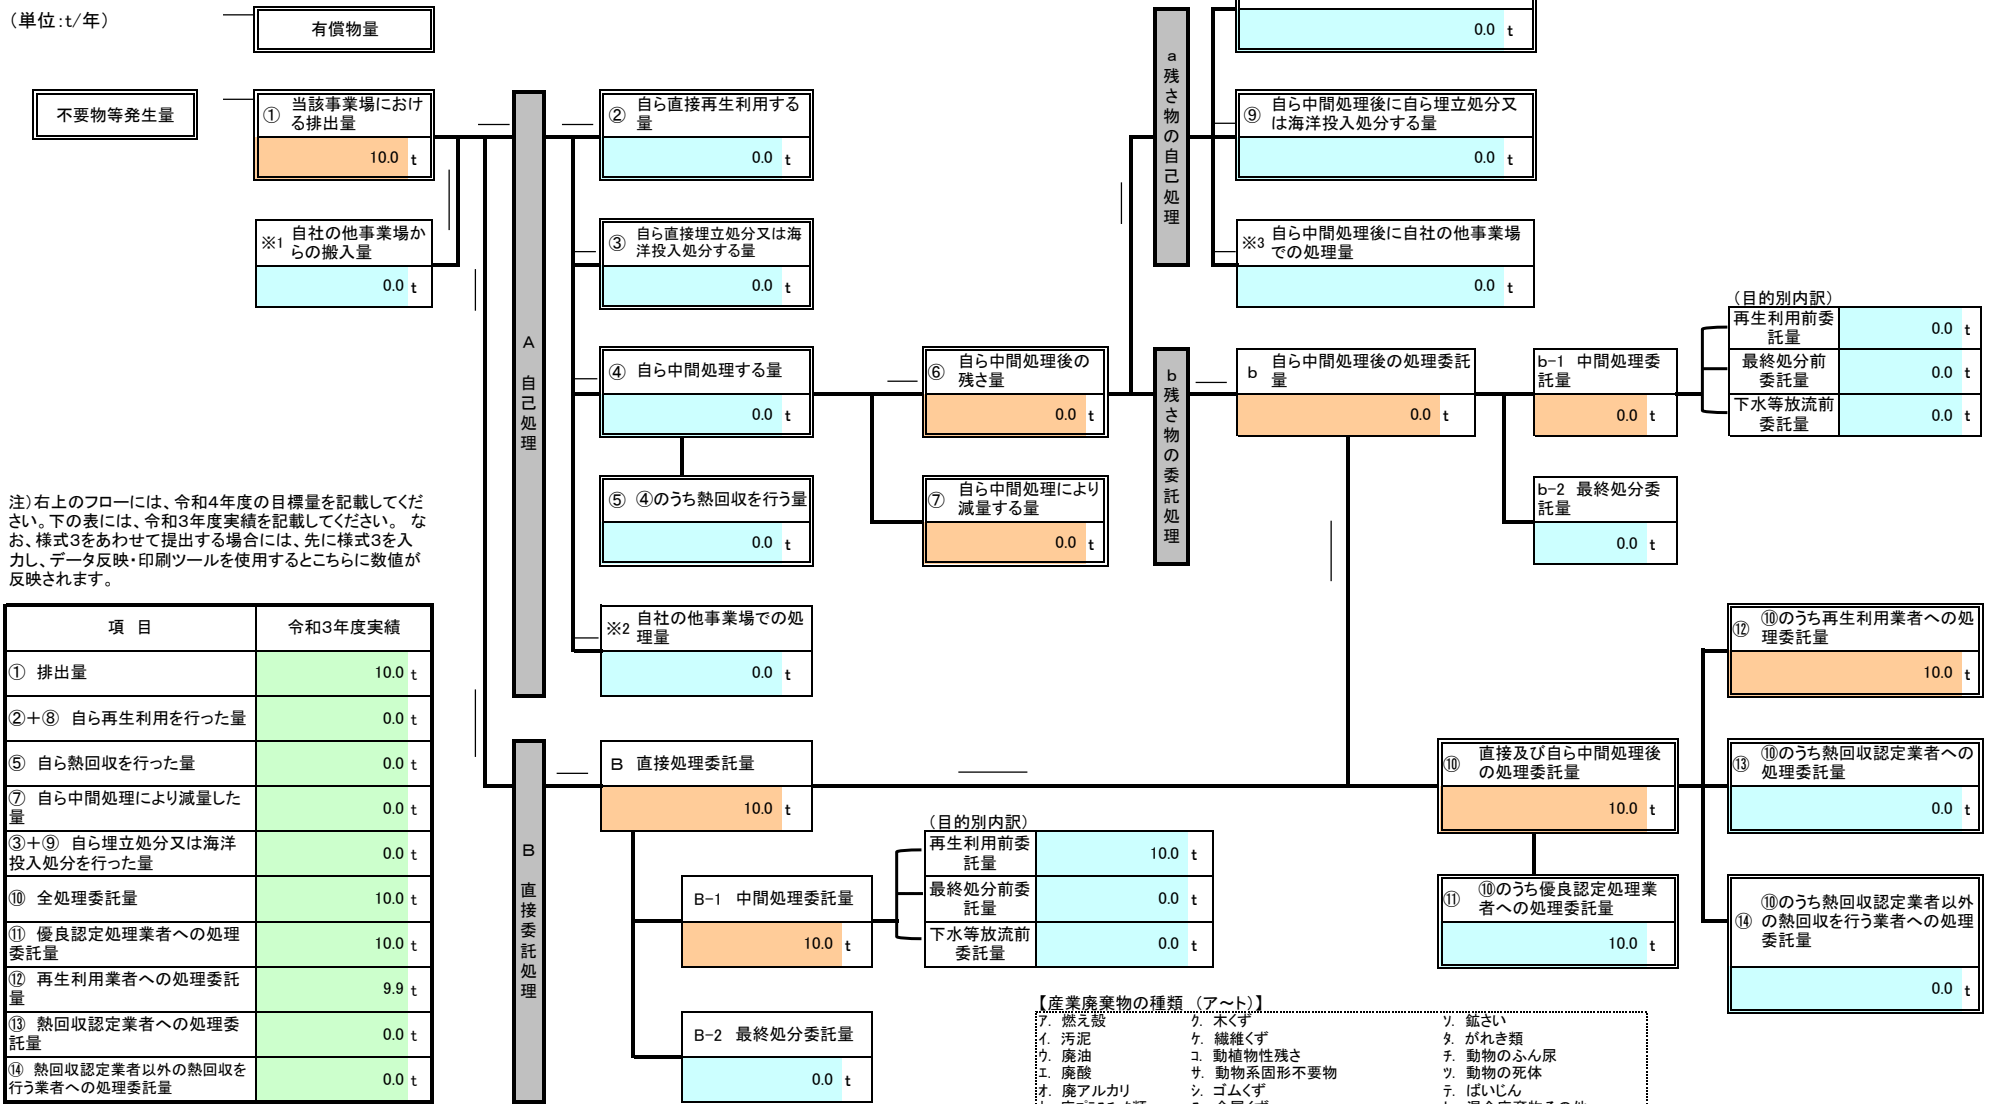 （単位：t/年）
有償物量
0.0 t
不要物等発生量
① 当該事業場におけ
る排出量
10.0 t
② 自ら直接再生利用する
量
0.0 t
a 残さ物の自己処理
⑨ 自ら中間処理後に自ら埋立処分又
は海洋投入処分する量
0.0 t
※1 自社の他事業場か
らの搬入量
0.0 t
③ 自ら直接埋立処分又は海
洋投入処分する量
0.0 t
※3 自ら中間処理後に自社の他事業場
での処理量
0.0 t
A 自己処理
④ 自ら中間処理する量
0.0 t
⑥ 自ら中間処理後の
残さ量
0.0 t
b 残さ物の委託処理
b 自ら中間処理後の処理委託
量
0.0 t
b-1 中間処理委
託量
0.0 t
（目的別内訳）
再生利用前委
託量
0.0 t
最終処分前
委託量
0.0 t
下水等放流前
委託量
0.0 t
⑤ ④のうち熱回収を行う量
0.0 t
⑦ 自ら中間処理により
減量する量
0.0 t
b-2 最終処分委
託量
0.0 t
注）右上のフローには、令和４年度の目標量を記載してくだ
さい。下の表には、令和３年度実績を記載してください。 な
お、様式３をあわせて提出する場合には、先に様式３を入
力し、データ反映・印刷ツールを使用するとこちらに数値が
反映されます。
※2 自社の他事業場での処
理量
0.0 t
項 目 令和３年度実績
① 排出量 10.0 t
②＋⑧ 自ら再生利用を行った量 0.0 t
⑤ 自ら熱回収を行った量 0.0 t
⑦ 自ら中間処理により減量した
量 0.0 t
③＋⑨ 自ら埋立処分又は海洋
投入処分を行った量 0.0 t
⑩ 全処理委託量 10.0 t
⑪ 優良認定処理業者への処理
委託量 10.0 t
⑫ 再生利用業者への処理委託
量 9.9 t
⑬ 熱回収認定業者への処理委
託量 0.0 t
⑭ 熱回収認定業者以外の熱回収を
行う業者への処理委託量 0.0 t
B 直接委託処理
B 直接処理委託量
10.0 t
B-1 中間処理委託量
10.0 t
（目的別内訳）
再生利用前委
託量
10.0 t
最終処分前委
託量
0.0 t
下水等放流前
委託量
0.0 t
B-2 最終処分委託量
0.0 t
⑩ 直接及び自ら中間処理後
の処理委託量
10.0 t
⑪ ⑩のうち優良認定処理業
者への処理委託量
10.0 t
⑫ ⑩のうち再生利用業者への処
理委託量
10.0 t
⑬ ⑩のうち熱回収認定業者への
処理委託量
0.0 t
⑭ ⑩のうち熱回収認定業者以外
の熱回収を行う業者への処理
委託量
0.0 t
【産業廃棄物の種類 （ア～ト）】
ア. 燃え殻 ク. 木くず ソ. 鉱さい
イ. 汚泥 ケ. 繊維くず タ. がれき類
ウ. 廃油 コ. 動植物性残さ チ. 動物のふん尿
エ. 廃酸 サ. 動物系固形不要物 ツ. 動物の死体
オ. 廃アルカリ シ. ゴムくず テ. ばいじん